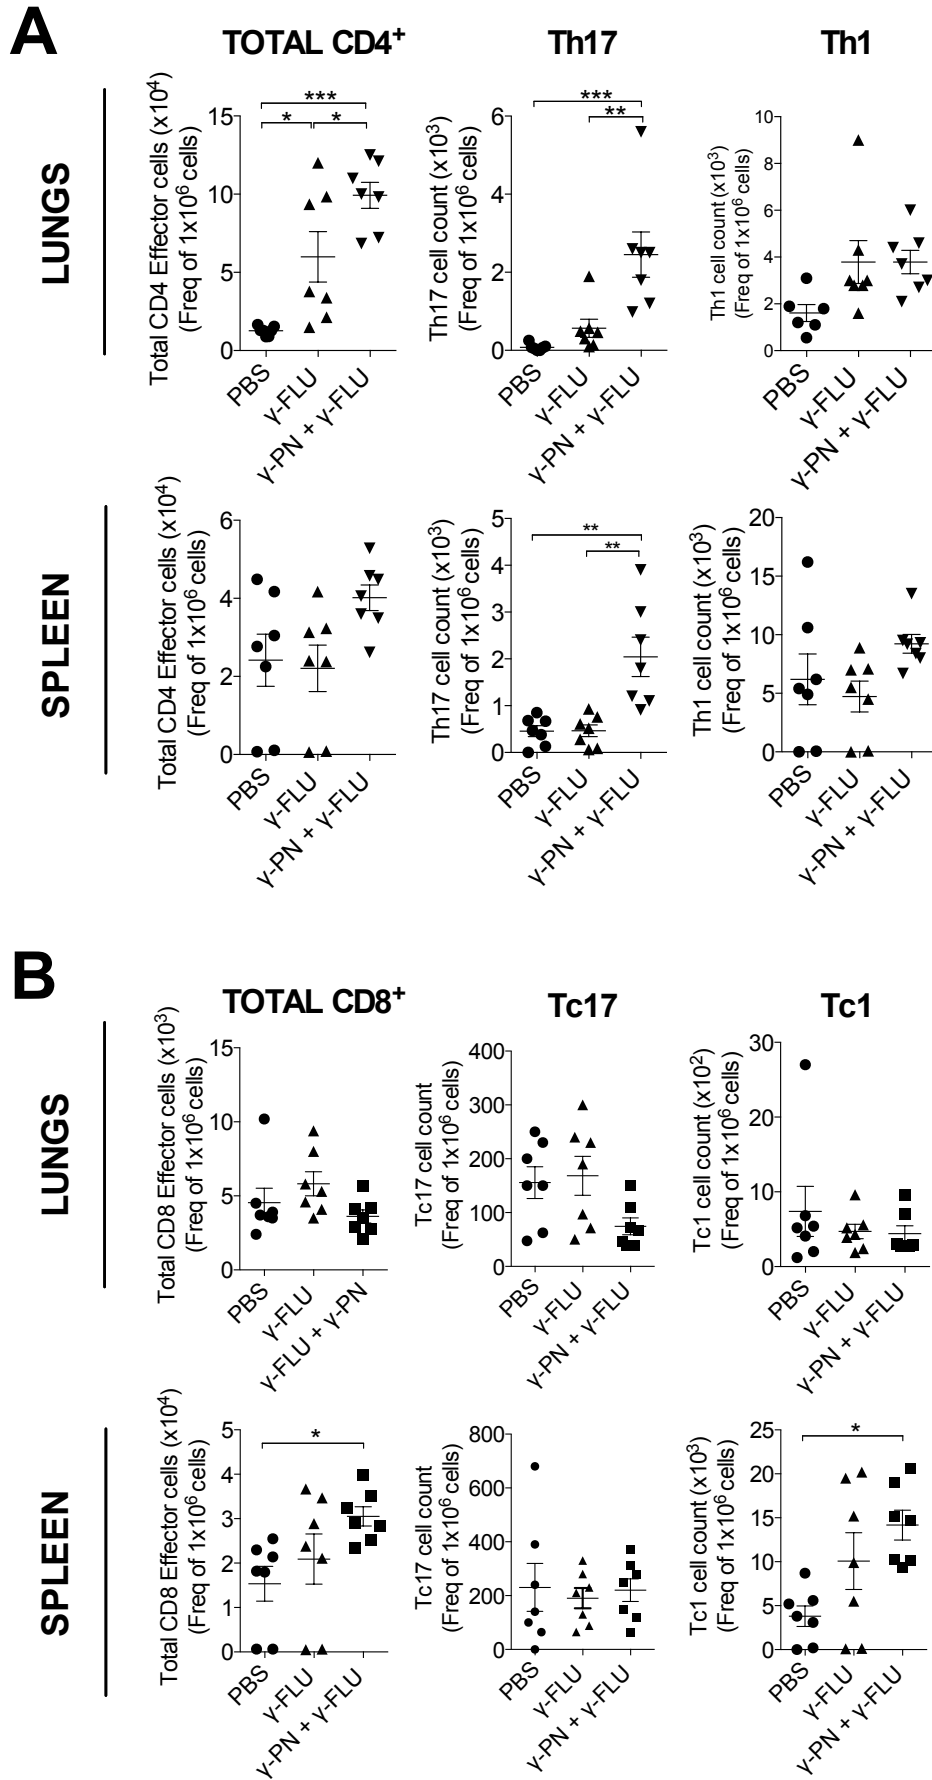 A
TOTAL CD4+
Th17
Th1
LUNGS
Total CD4 Effector cells (x10^4)
(Freq of 1x10^6 cells)
15
10
5
0
***
*
*
PBS
γ-FLU
γ-PN + γ-FLU
Th17 cell count (x10^3)
(Freq of 1x10^6 cells)
6
4
2
0
***
**
PBS
γ-FLU
γ-PN + γ-FLU
Th1 cell count (x10^3)
(Freq of 1x10^6 cells)
10
8
6
4
2
0
PBS
γ-FLU
γ-PN + γ-FLU
SPLEEN
Total CD4 Effector cells (x10^4)
(Freq of 1x10^6 cells)
6
4
2
0
PBS
γ-FLU
γ-PN + γ-FLU
Th17 cell count (x10^3)
(Freq of 1x10^6 cells)
5
4
3
2
1
0
**
**
PBS
γ-FLU
γ-PN + γ-FLU
Th1 cell count (x10^3)
(Freq of 1x10^6 cells)
20
15
10
5
0
PBS
γ-FLU
γ-PN + γ-FLU
B
TOTAL CD8+
Tc17
Tc1
LUNGS
Total CD8 Effector cells (x10^3)
(Freq of 1x10^6 cells)
15
10
5
0
PBS
γ-FLU
γ-FLU + γ-PN
Tc17 cell count
(Freq of 1x10^6 cells)
400
300
200
100
0
PBS
γ-FLU
γ-PN + γ-FLU
Tc1 cell count (x10^2)
(Freq of 1x10^6 cells)
30
20
10
0
PBS
γ-FLU
γ-PN + γ-FLU
SPLEEN
Total CD8 Effector cells (x10^4)
(Freq of 1x10^6 cells)
5
4
3
2
1
0
*
PBS
γ-FLU
γ-PN + γ-FLU
Tc17 cell count
(Freq of 1x10^6 cells)
800
600
400
200
0
PBS
γ-FLU
γ-PN + γ-FLU
Tc1 cell count (x10^3)
(Freq of 1x10^6 cells)
25
20
15
10
5
0
*
PBS
γ-FLU
γ-PN + γ-FLU